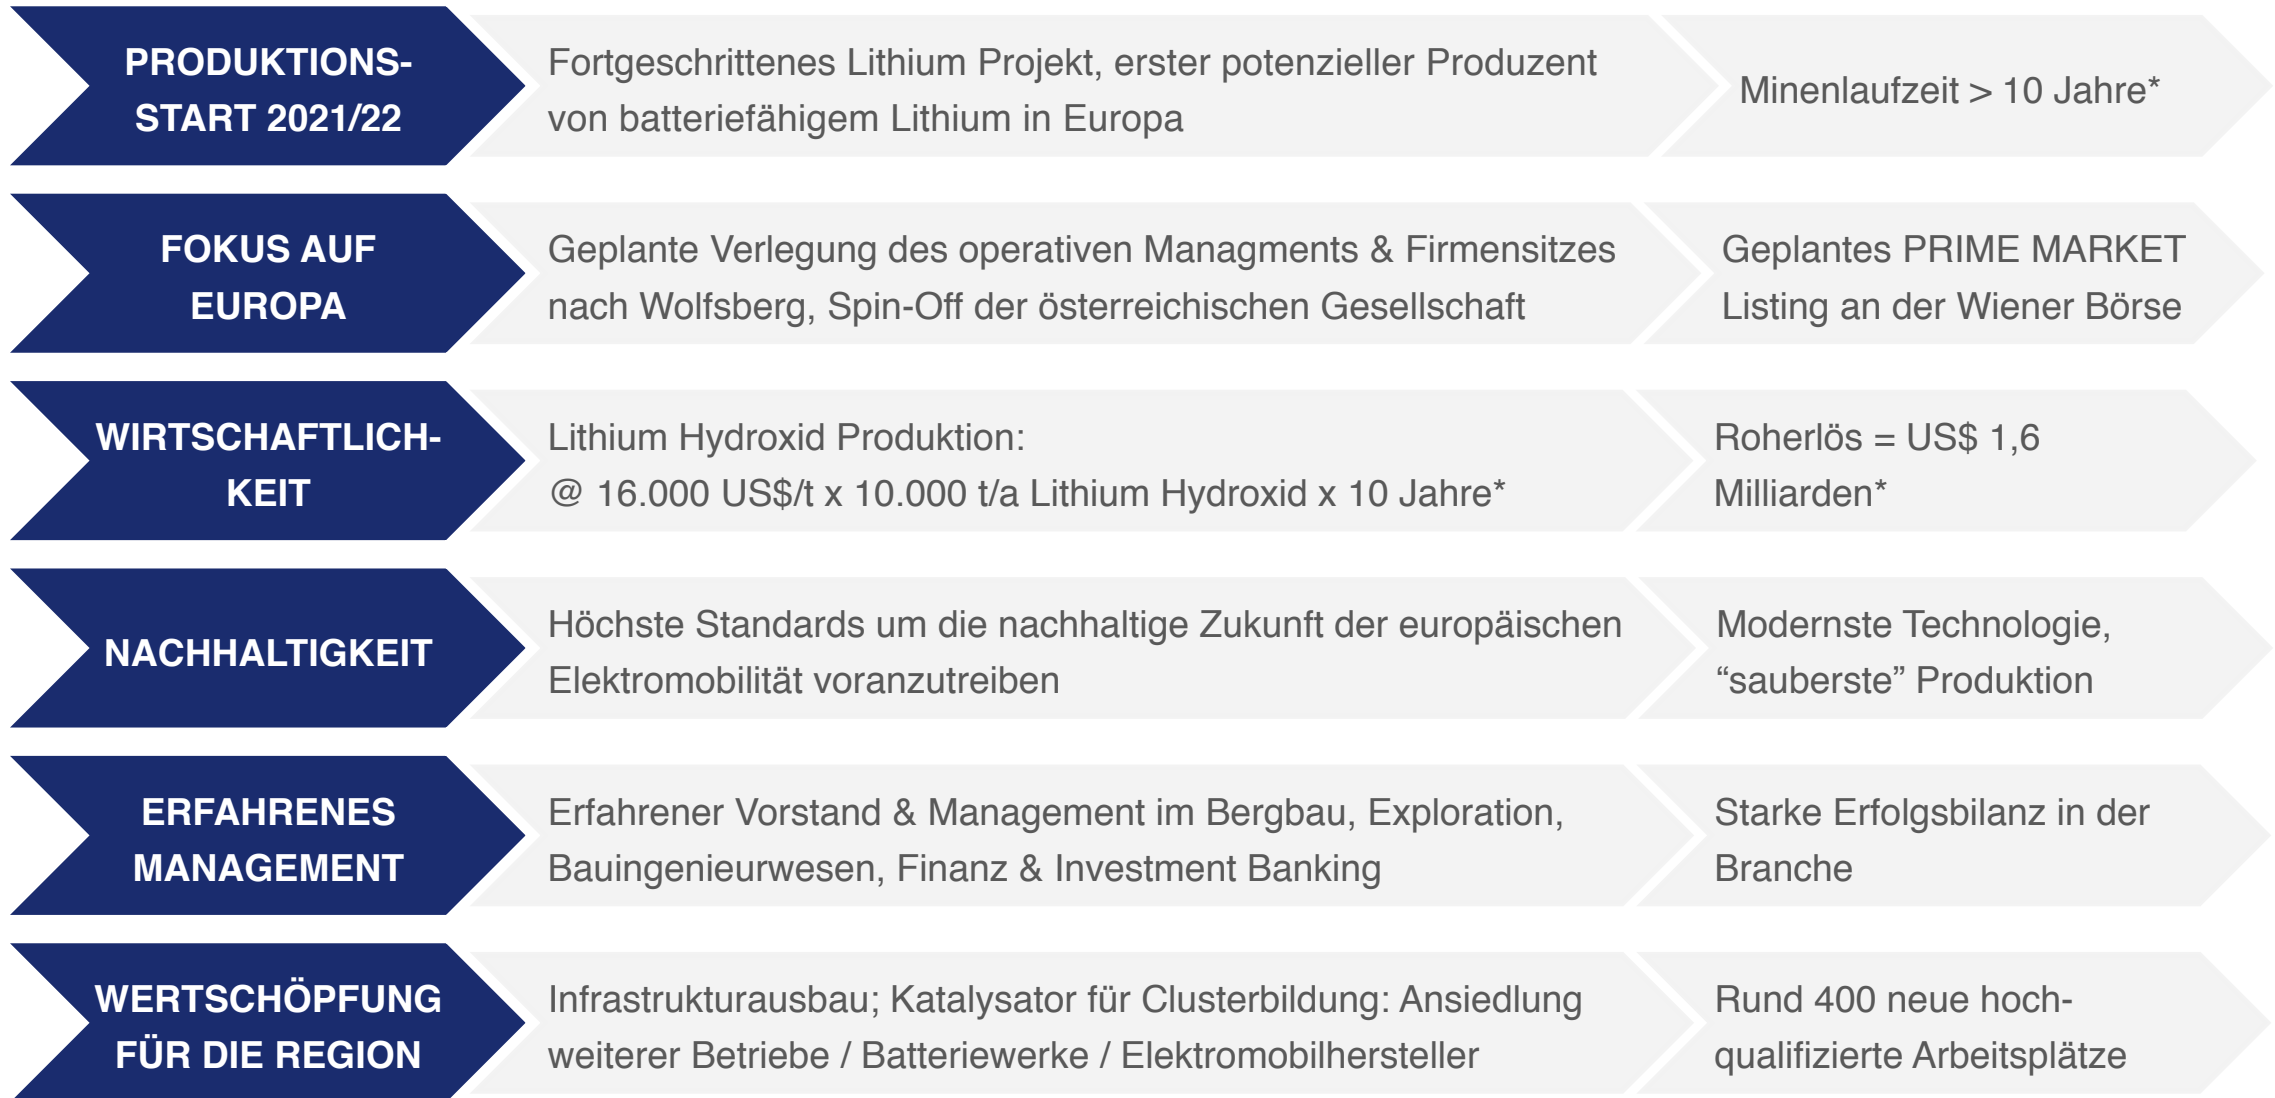 PRODUKTIONS-
START 2021/22
Fortgeschrittenes Lithium Projekt, erster potenzieller Produzent
von batteriefähigem Lithium in Europa
Minenlaufzeit > 10 Jahre*
FOKUS AUF
EUROPA
Geplante Verlegung des operativen Managments & Firmensitzes
nach Wolfsberg, Spin-Off der österreichischen Gesellschaft
Geplantes PRIME MARKET
Listing an der Wiener Börse
WIRTSCHAFTLICH-
KEIT
Lithium Hydroxid Produktion:
@ 16.000 US$/t x 10.000 t/a Lithium Hydroxid x 10 Jahre*
Roherlös = US$ 1,6
Milliarden*
NACHHALTIGKEIT
Höchste Standards um die nachhaltige Zukunft der europäischen
Elektromobilität voranzutreiben
Modernste Technologie,
“sauberste” Produktion
ERFAHRENES
MANAGEMENT
Erfahrener Vorstand & Management im Bergbau, Exploration,
Bauingenieurwesen, Finanz & Investment Banking
Starke Erfolgsbilanz in der
Branche
WERTSCHÖPFUNG
FÜR DIE REGION
Infrastrukturausbau; Katalysator für Clusterbildung: Ansiedlung
weiterer Betriebe / Batteriewerke / Elektromobilhersteller
Rund 400 neue hoch-
qualifizierte Arbeitsplätze